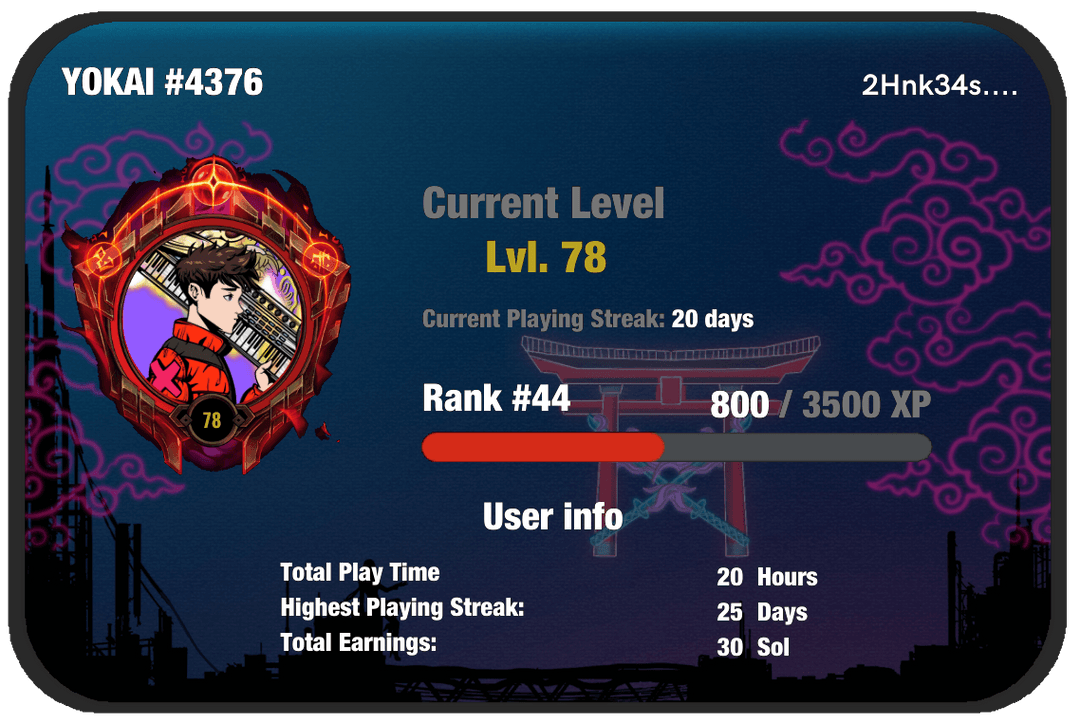 YOKAI #4376
2Hnk34s....
Current Level
Lvl. 78
Current Playing Streak: 20 days
Rank #44
800 / 3500 XP
78
User info
Total Play Time 20 Hours
Highest Playing Streak: 25 Days
Total Earnings: 30 Sol